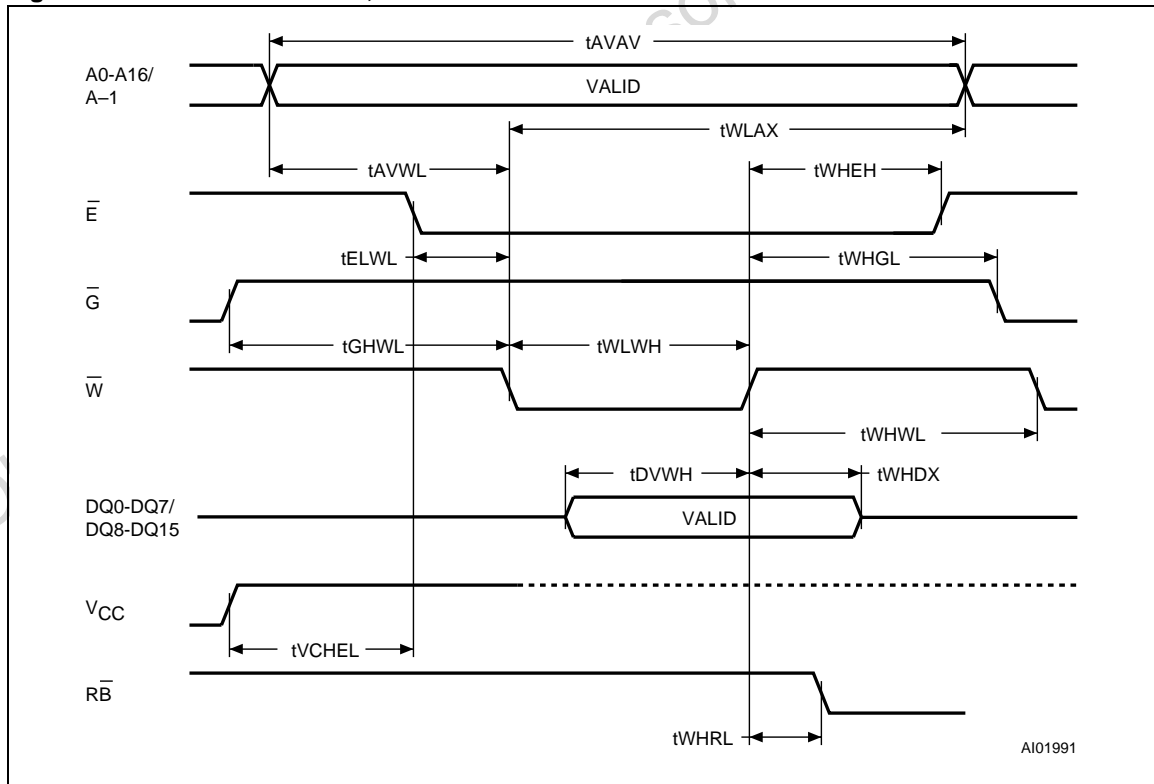 tAVAV
A0-A16/
A–1
VALID
tWLAX
tAVWL
tWHEH
E̅
tELWL
tWHGL
G̅
tGHWL
tWLWH
W̅
tWHWL
tDVWH
tWHDX
DQ0-DQ7/
DQ8-DQ15
VALID
VCC
tVCHEL
RB̅
tWHRL
AI01991